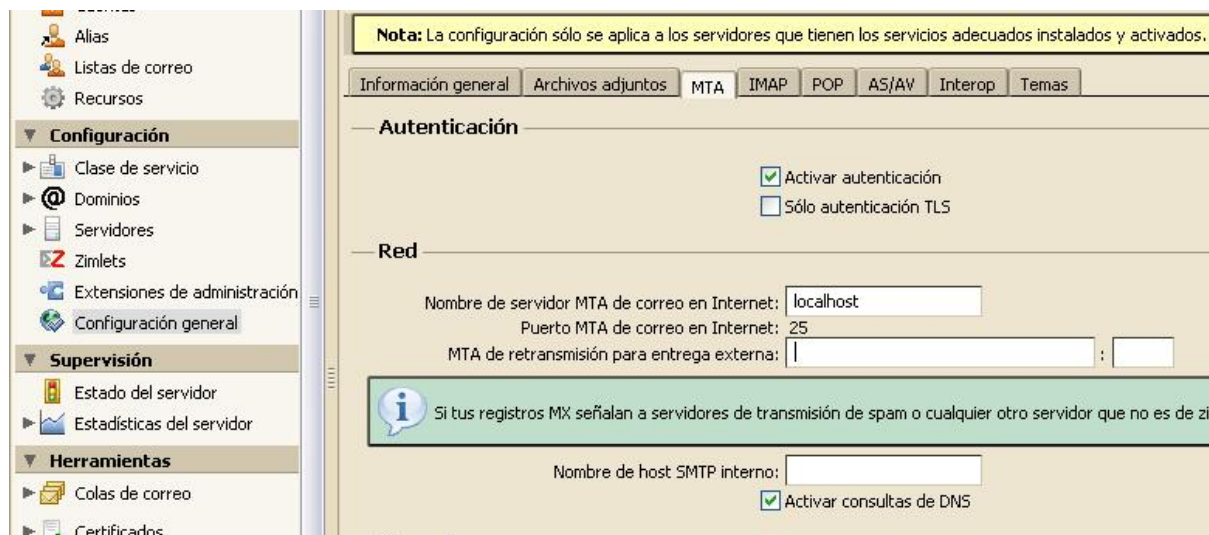 Alias
Listas de correo
Recursos
Configuración
Clase de servicio
Dominios
Servidores
Zimlets
Extensiones de administración
Configuración general
Supervisión
Estado del servidor
Estadísticas del servidor
Herramientas
Colas de correo
Certificados
Nota: La configuración sólo se aplica a los servidores que tienen los servicios adecuados instalados y activados.
Información general Archivos adjuntos MTA IMAP POP AS/AV Interop Temas
Autenticación
Activar autenticación
Sólo autenticación TLS
Red
Nombre de servidor MTA de correo en Internet: localhost
Puerto MTA de correo en Internet: 25
MTA de retransmisión para entrega externa: :
Si tus registros MX señalan a servidores de transmisión de spam o cualquier otro servidor que no es de zi
Nombre de host SMTP interno:
Activar consultas de DNS